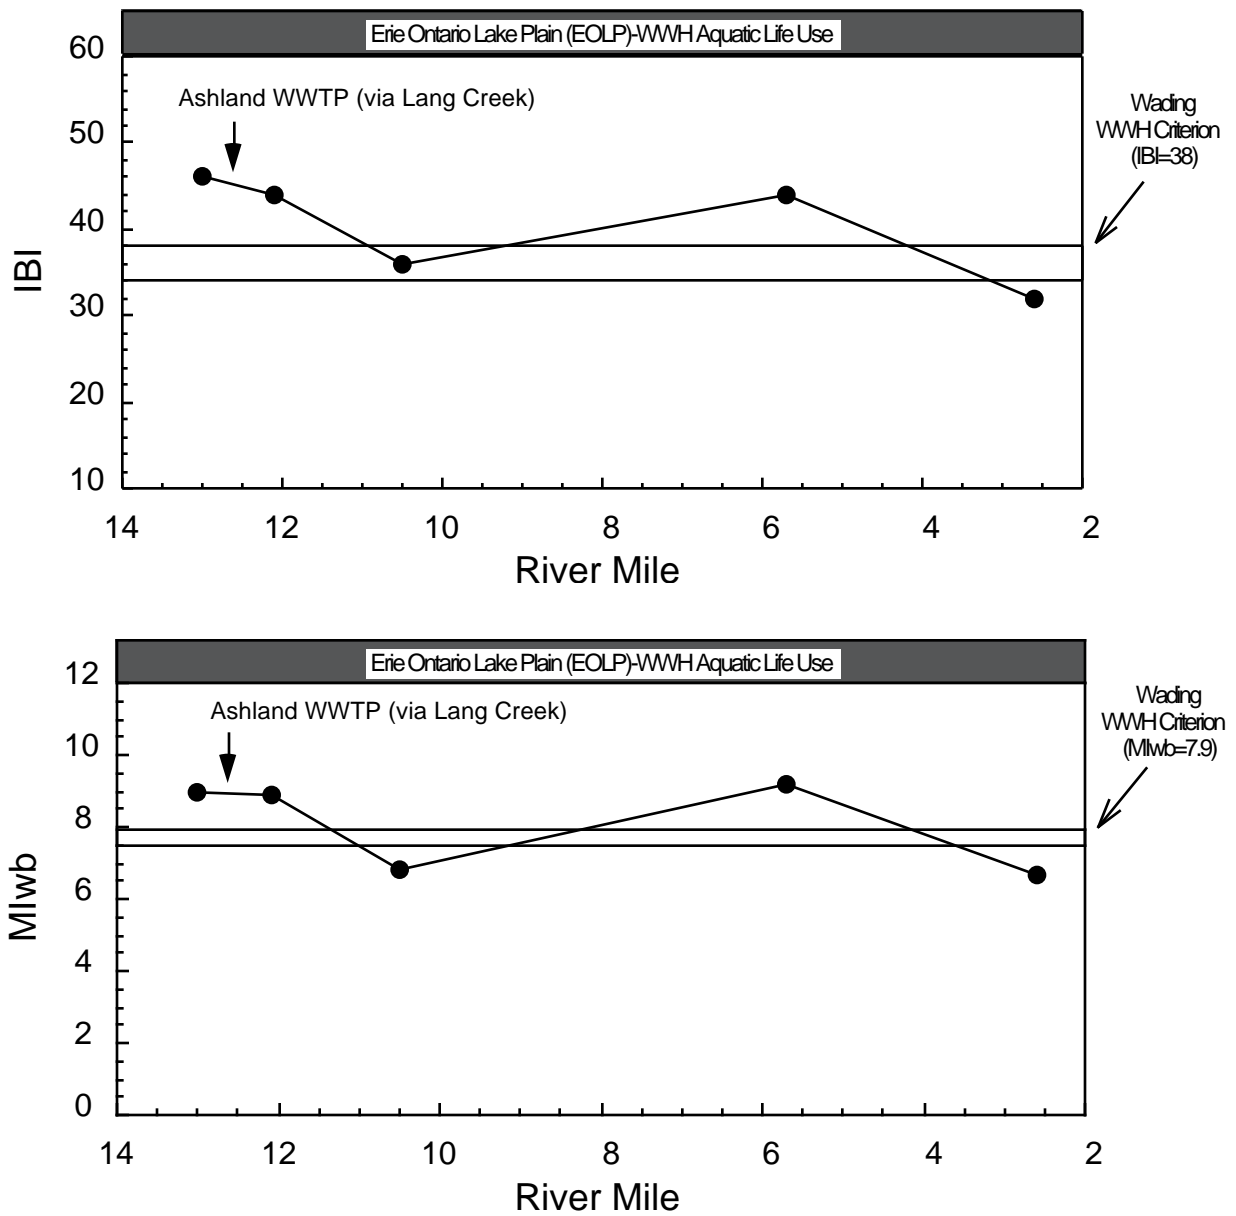 Erie Ontario Lake Plain (EOLP)-WWH Aquatic Life Use
60
50
40
30
20
10
IBI
Ashland WWTP (via Lang Creek)
Wading
WWH Criterion
(IBI=38)
14 12 10 8 6 4 2
River Mile
Erie Ontario Lake Plain (EOLP)-WWH Aquatic Life Use
12
10
8
6
4
2
0
MIwb
Ashland WWTP (via Lang Creek)
Wading
WWH Criterion
(MIwb=7.9)
14 12 10 8 6 4 2
River Mile